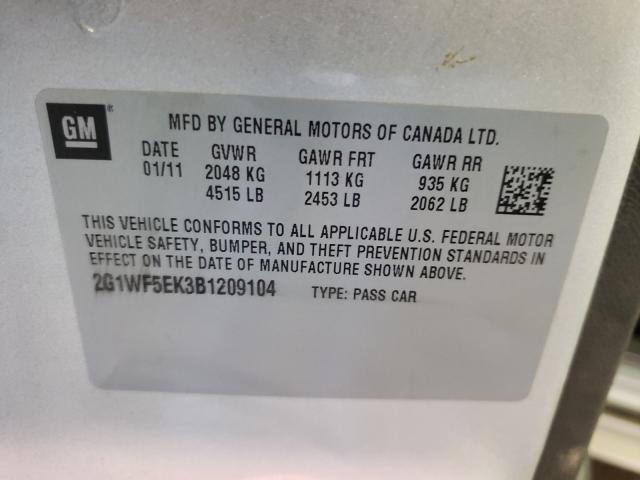 GM ®
MFD BY GENERAL MOTORS OF CANADA LTD.
DATE GVWR GAWR FRT GAWR RR
01/11 2048 KG 1113 KG 935 KG
4515 LB 2453 LB 2062 LB
THIS VEHICLE CONFORMS TO ALL APPLICABLE U.S. FEDERAL MOTOR
VEHICLE SAFETY, BUMPER, AND THEFT PREVENTION STANDARDS IN
EFFECT ON THE DATE OF MANUFACTURE SHOWN ABOVE.
2G1WF5EK3B1209104 TYPE: PASS CAR